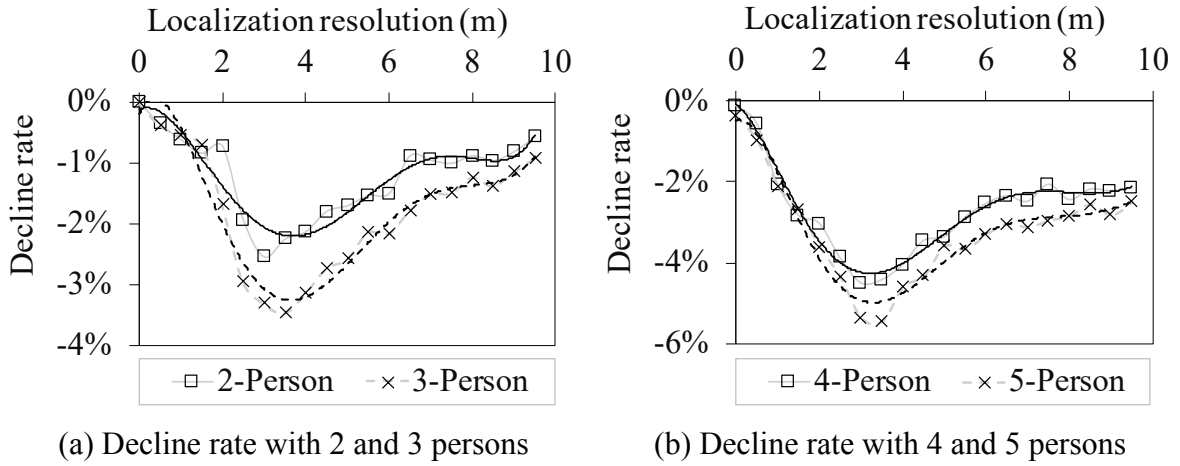 Localization resolution (m)
0 2 4 6 8 10
0%
-1%
-2%
-3%
-4%
Decline rate
2-Person 3-Person
(a) Decline rate with 2 and 3 persons
Localization resolution (m)
0 2 4 6 8 10
0%
-2%
-4%
-6%
Decline rate
4-Person 5-Person
(b) Decline rate with 4 and 5 persons